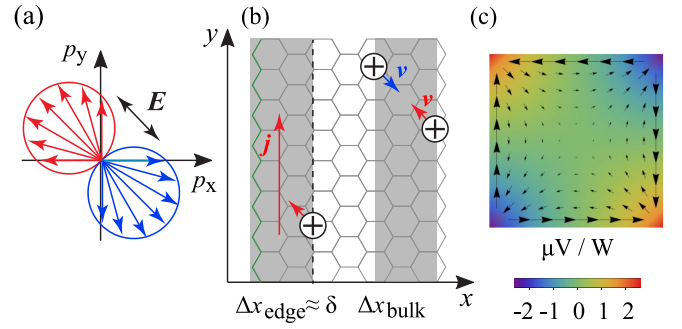 (a)
p_y
E
p_x
(b)
y
v
v
j
Δx_edge ≈ δ
Δx_bulk
x
(c)
μV / W
-2 -1 0 1 2